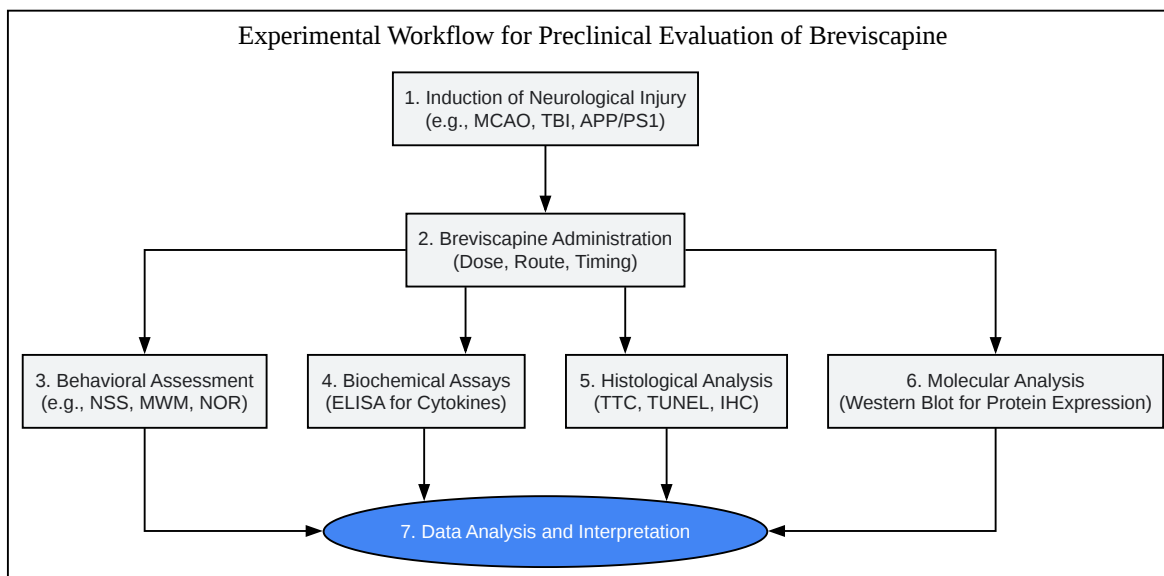 Experimental Workflow for Preclinical Evaluation of Breviscapine
1. Induction of Neurological Injury
(e.g., MCAO, TBI, APP/PS1)
2. Breviscapine Administration
(Dose, Route, Timing)
3. Behavioral Assessment
(e.g., NSS, MWM, NOR)
4. Biochemical Assays
(ELISA for Cytokines)
5. Histological Analysis
(TTC, TUNEL, IHC)
6. Molecular Analysis
(Western Blot for Protein Expression)
7. Data Analysis and Interpretation